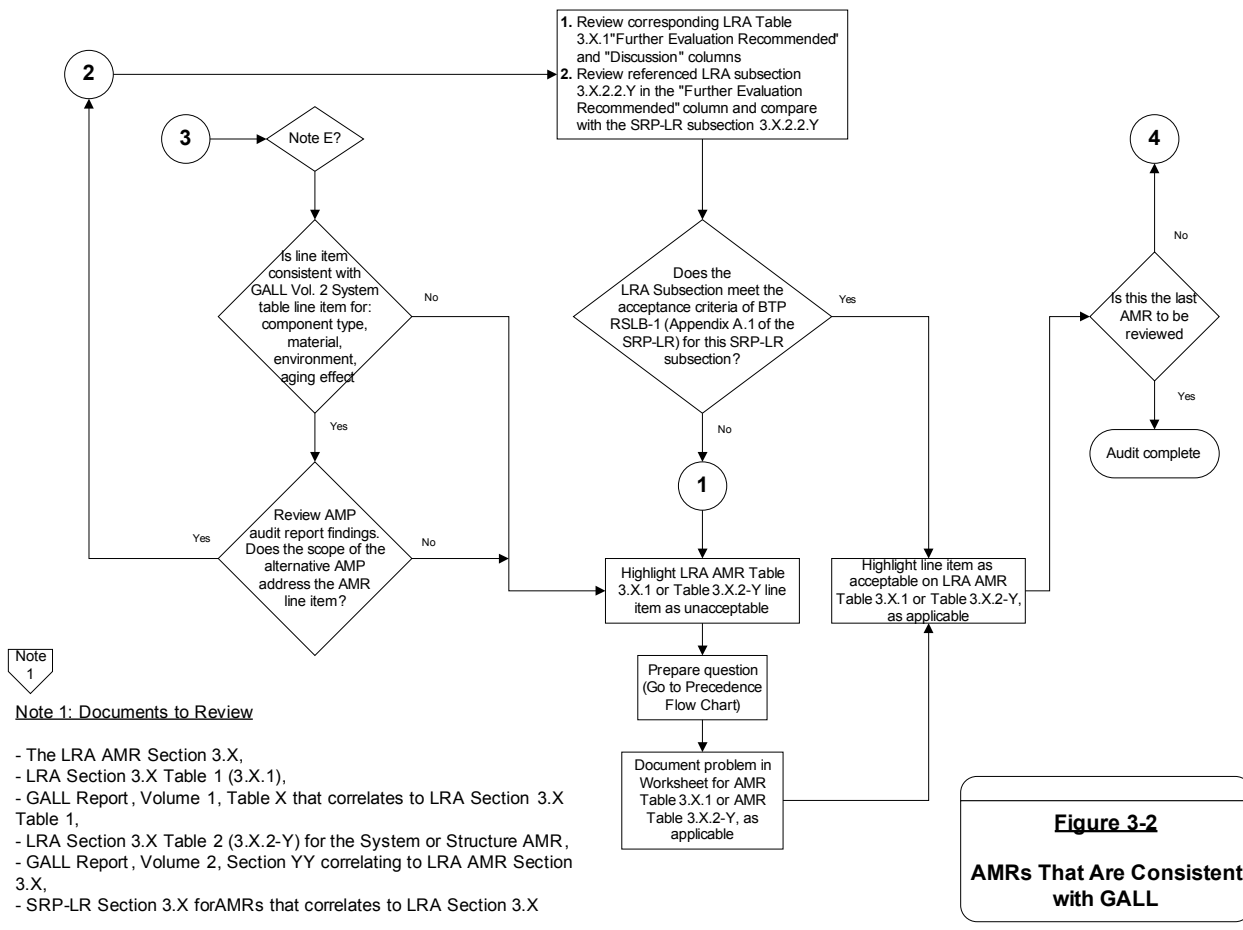 1. Review corresponding LRA Table
3.X.1"Further Evaluation Recommended"
and "Discussion" columns
2. Review referenced LRA subsection
3.X.2.2.Y in the "Further Evaluation
Recommended" column and compare
with the SRP-LR subsection 3.X.2.2.Y
2
3
Note E?
4
Is line item
consistent with
GALL Vol. 2 System
table line item for:
component type,
material,
environment,
aging effect
No
Yes
Does the
LRA Subsection meet the
acceptance criteria of BTP
RSLB-1 (Appendix A.1 of the
SRP-LR) for this SRP-LR
subsection?
Yes
No
No
Is this the last
AMR to be
reviewed
Yes
Audit complete
1
Review AMP
audit report findings.
Does the scope of the
alternative AMP
address the AMR
line item?
Yes
No
Highlight LRA AMR Table
3.X.1 or Table 3.X.2-Y line
item as unacceptable
Highlight line item as
acceptable on LRA AMR
Table 3.X.1 or Table 3.X.2-Y,
as applicable
Prepare question
(Go to Precedence
Flow Chart)
Document problem in
Worksheet for AMR
Table 3.X.1 or AMR
Table 3.X.2-Y, as
applicable
Note
1
Note 1: Documents to Review
- The LRA AMR Section 3.X,
- LRA Section 3.X Table 1 (3.X.1),
- GALL Report, Volume 1, Table X that correlates to LRA Section 3.X
Table 1,
- LRA Section 3.X Table 2 (3.X.2-Y) for the System or Structure AMR,
- GALL Report, Volume 2, Section YY correlating to LRA AMR Section
3.X,
- SRP-LR Section 3.X forAMRs that correlates to LRA Section 3.X
Figure 3-2
AMRs That Are Consistent
with GALL